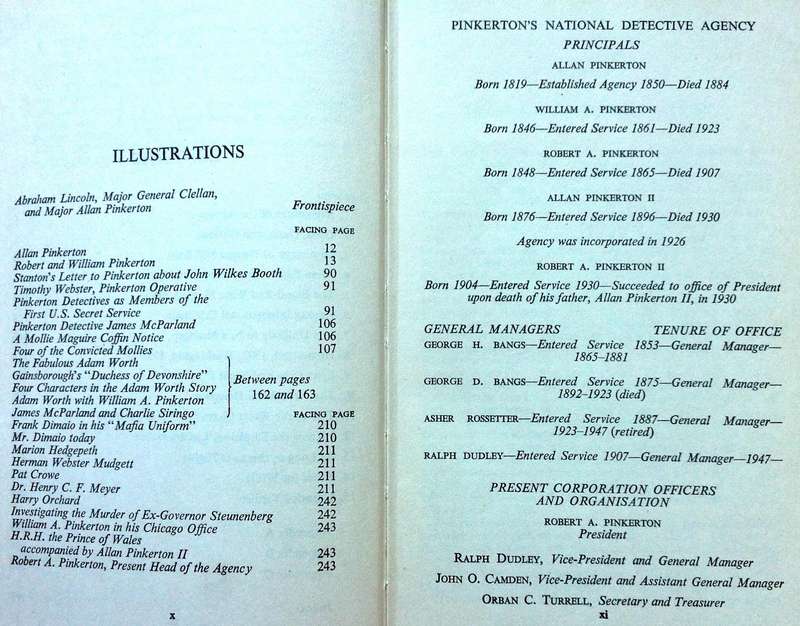 ILLUSTRATIONS
Abraham Lincoln, Major General Clellan,
and Major Allan Pinkerton Frontispiece
FACING PAGE
Allan Pinkerton 12
Robert and William Pinkerton 13
Stanton's Letter to Pinkerton about John Wilkes Booth 90
Timothy Webster, Pinkerton Operative 91
Pinkerton Detectives as Members of the
First U.S. Secret Service 91
Pinkerton Detective James McParland 106
A Mollie Maguire Coffin Notice 106
Four of the Convicted Mollies 107
The Fabulous Adam Worth
Gainsborough's "Duchess of Devonshire"
Four Characters in the Adam Worth Story
Adam Worth with William A. Pinkerton
James McParland and Charlie Siringo
Between pages
162 and 163
FACING PAGE
Frank Dimaio in his "Mafia Uniform" 210
Mr. Dimaio today 210
Marion Hedgepeth 211
Herman Webster Mudgett 211
Pat Crowe 211
Dr. Henry C. F. Meyer 211
Harry Orchard 242
Investigating the Murder of Ex-Governor Steunenberg 242
William A. Pinkerton in his Chicago Office 243
H.R.H. the Prince of Wales
accompanied by Allan Pinkerton II 243
Robert A. Pinkerton, Present Head of the Agency 243
x
PINKERTON'S NATIONAL DETECTIVE AGENCY
PRINCIPALS
ALLAN PINKERTON
Born 1819—Established Agency 1850—Died 1884
WILLIAM A. PINKERTON
Born 1846—Entered Service 1861—Died 1923
ROBERT A. PINKERTON
Born 1848—Entered Service 1865—Died 1907
ALLAN PINKERTON II
Born 1876—Entered Service 1896—Died 1930
Agency was incorporated in 1926
ROBERT A. PINKERTON II
Born 1904—Entered Service 1930—Succeeded to office of President
upon death of his father, Allan Pinkerton II, in 1930
GENERAL MANAGERS TENURE OF OFFICE
GEORGE H. BANGS—Entered Service 1853—General Manager—
1865–1881
GEORGE D. BANGS—Entered Service 1875—General Manager—
1892–1923 (died)
ASHER ROSSETTER—Entered Service 1887—General Manager—
1923–1947 (retired)
RALPH DUDLEY—Entered Service 1907—General Manager—1947—
PRESENT CORPORATION OFFICERS
AND ORGANISATION
ROBERT A. PINKERTON
President
RALPH DUDLEY, Vice-President and General Manager
JOHN O. CAMDEN, Vice-President and Assistant General Manager
ORBAN C. TURRELL, Secretary and Treasurer
xi